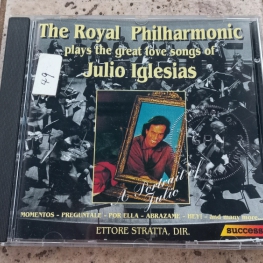 The Royal Philharmonic
plays the great love songs of
Julio Iglesias
49
A Portrait of
Julio
MOMENTOS - PREGUNTALE - POR ELLA - ABRAZAME - HEY! - and many more...
ETTORE STRATTA, DIR.
success